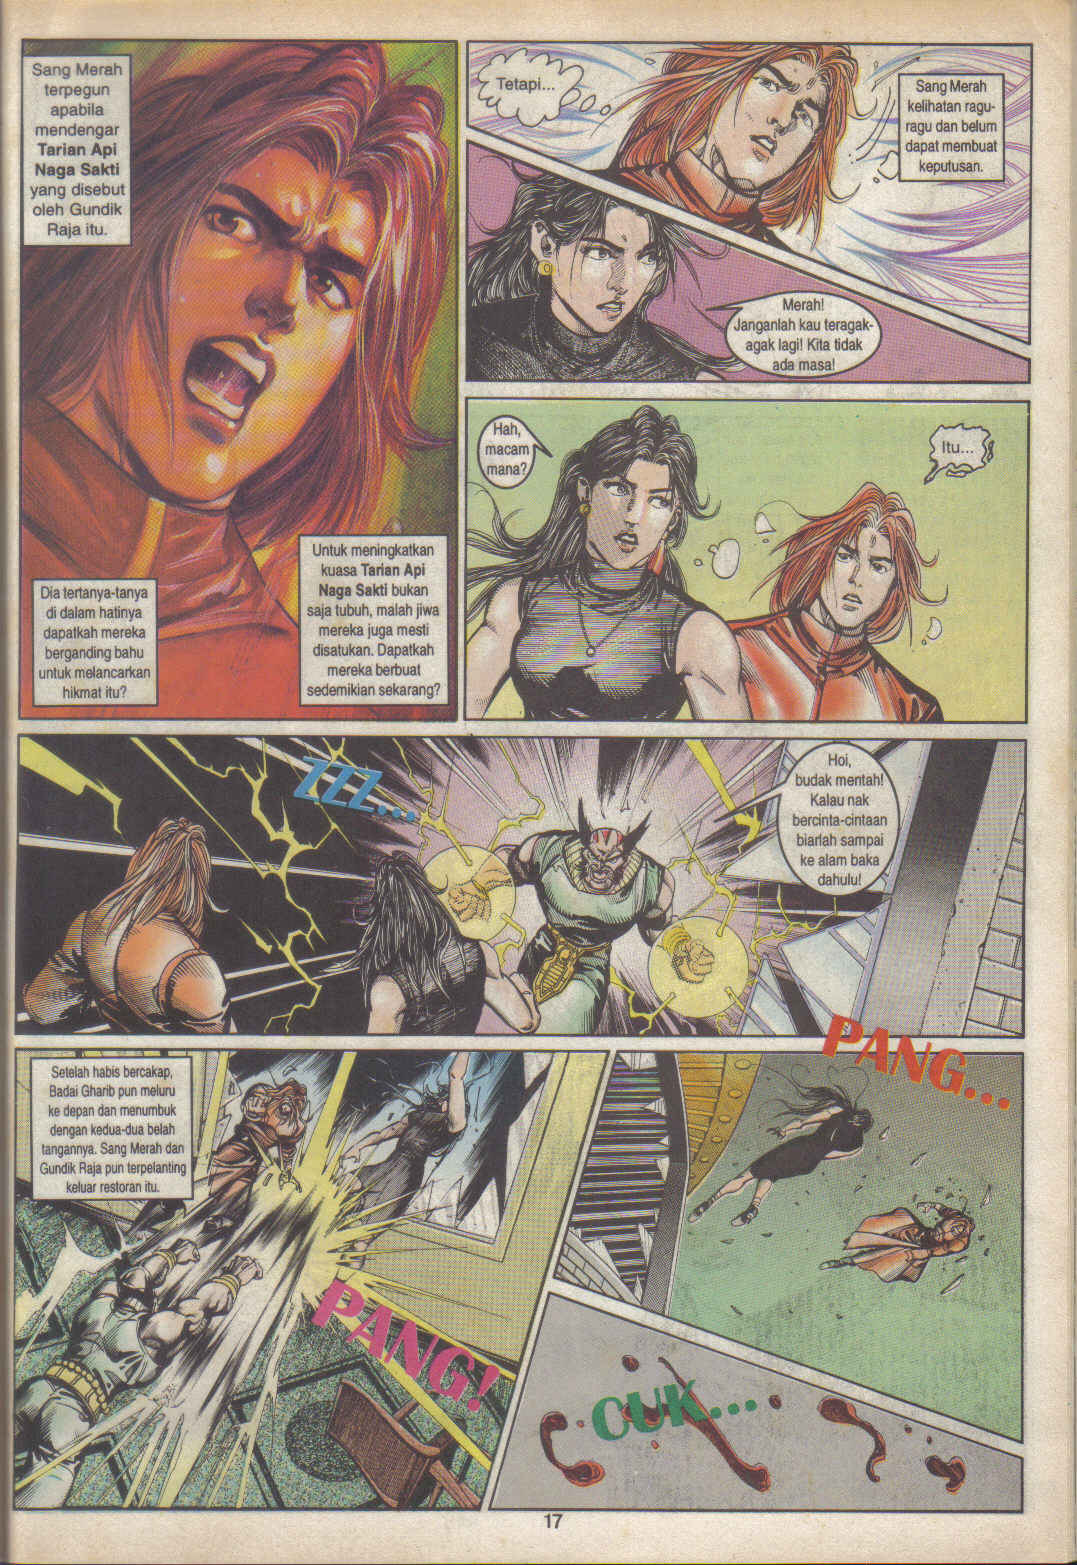 Sang Merah
terpegun
apabila
mendengar
Tarian Api
Naga Sakti
yang disebut
oleh Gundik
Raja itu.
Dia tertanya-tanya
di dalam hatinya
dapatkah mereka
berganding bahu
untuk melancarkan
hikmat itu?
Untuk meningkatkan
kuasa Tarian Api
Naga Sakti bukan
saja tubuh, malah jiwa
mereka juga mesti
disatukan. Dapatkah
mereka berbuat
sedemikian sekarang?
Tetapi...
Sang Merah
kelihatan ragu-
ragu dan belum
dapat membuat
keputusan.
Merah!
Janganlah kau teragak-
agak lagi! Kita tidak
ada masa!
Hah,
macam
mana?
Itu...
ZZZ...
Hoi,
budak mentah!
Kalau nak
bercinta-cintaan
biarlah sampai
ke alam baka
dahulu!
Setelah habis bercakap,
Badai Gharib pun meluru
ke depan dan menumbuk
dengan kedua-dua belah
tangannya. Sang Merah dan
Gundik Raja pun terpelanting
keluar restoran itu.
PANG!
PANG...
CUK...
17